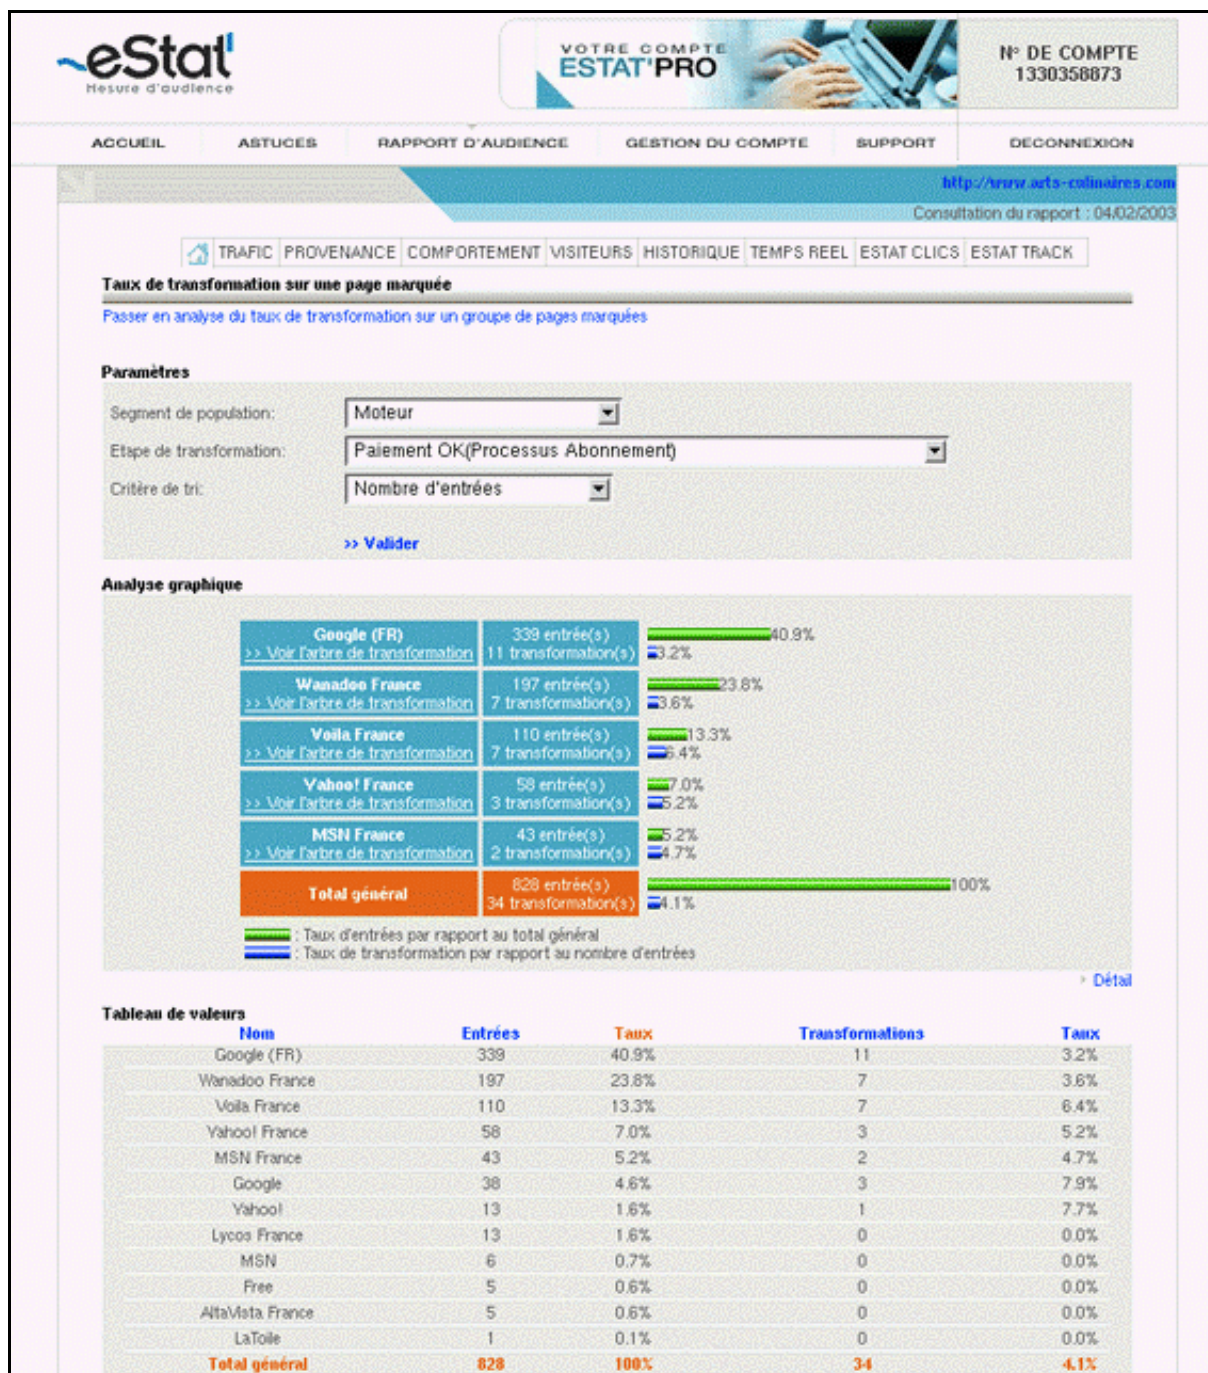 eStat'
Mesure d'audience
VOTRE COMPTE
ESTAT'PRO
N° DE COMPTE
1330358873
ACCUEIL ASTUCES RAPPORT D'AUDIENCE GESTION DU COMPTE SUPPORT DECONNEXION
http://www.arts-culinaires.com
Consultation du rapport : 04/02/2003
TRAFIC PROVENANCE COMPORTEMENT VISITEURS HISTORIQUE TEMPS REEL ESTAT CLICS ESTAT TRACK
Taux de transformation sur une page marquée
Passer en analyse du taux de transformation sur un groupe de pages marquées
Paramètres
Segment de population: Moteur
Etape de transformation: Paiement OK(Processus Abonnement)
Critère de tri: Nombre d'entrées
>> Valider
Analyse graphique
Google (FR) 339 entrée(s) 40.9%
>> Voir l'arbre de transformation 11 transformation(s) 3.2%
Wanadoo France 197 entrée(s) 23.8%
>> Voir l'arbre de transformation 7 transformation(s) 3.6%
Voila France 110 entrée(s) 13.3%
>> Voir l'arbre de transformation 7 transformation(s) 6.4%
Yahoo! France 58 entrée(s) 7.0%
>> Voir l'arbre de transformation 3 transformation(s) 5.2%
MSN France 43 entrée(s) 5.2%
>> Voir l'arbre de transformation 2 transformation(s) 4.7%
Total général 828 entrée(s) 100%
34 transformation(s) 4.1%
: Taux d'entrées par rapport au total général
: Taux de transformation par rapport au nombre d'entrées
Détail
Tableau de valeurs
Nom Entrées Taux Transformations Taux
Google (FR) 339 40.9% 11 3.2%
Wanadoo France 197 23.8% 7 3.6%
Voila France 110 13.3% 7 6.4%
Yahoo! France 58 7.0% 3 5.2%
MSN France 43 5.2% 2 4.7%
Google 38 4.6% 3 7.9%
Yahoo! 13 1.6% 1 7.7%
Lycos France 13 1.6% 0 0.0%
MSN 6 0.7% 0 0.0%
Free 5 0.6% 0 0.0%
AltaVista France 5 0.6% 0 0.0%
LaToile 1 0.1% 0 0.0%
Total général 828 100% 34 4.1%